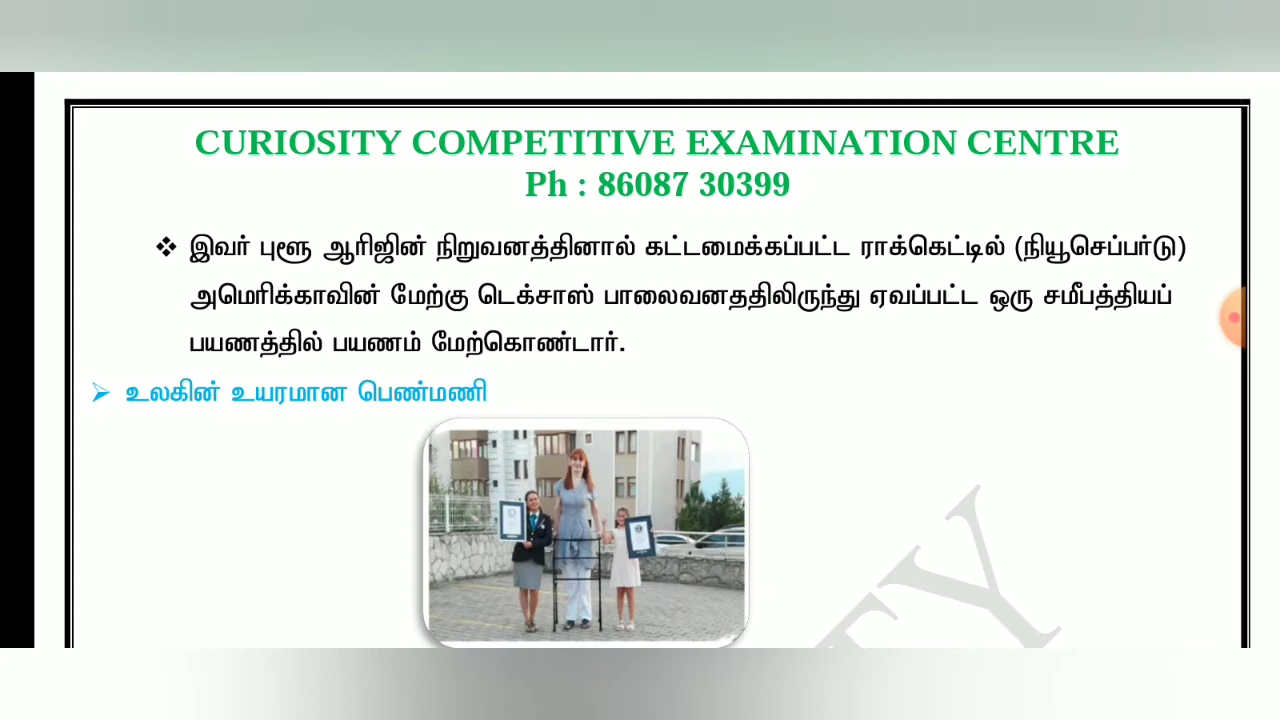 CURIOSITY COMPETITIVE EXAMINATION CENTRE
Ph : 86087 30399
❖ இவர் புளூ ஆரிஜின் நிறுவனத்தினால் கட்டமைக்கப்பட்ட ராக்கெட்டில் (நியூசெப்பர்டு)
அமெரிக்காவின் மேற்கு டெக்சாஸ் பாலைவனததிலிருந்து ஏவப்பட்ட ஒரு சமீபத்தியப்
பயணத்தில் பயணம் மேற்கொண்டார்.
➢ உலகின் உயரமான பெண்மணி
TY